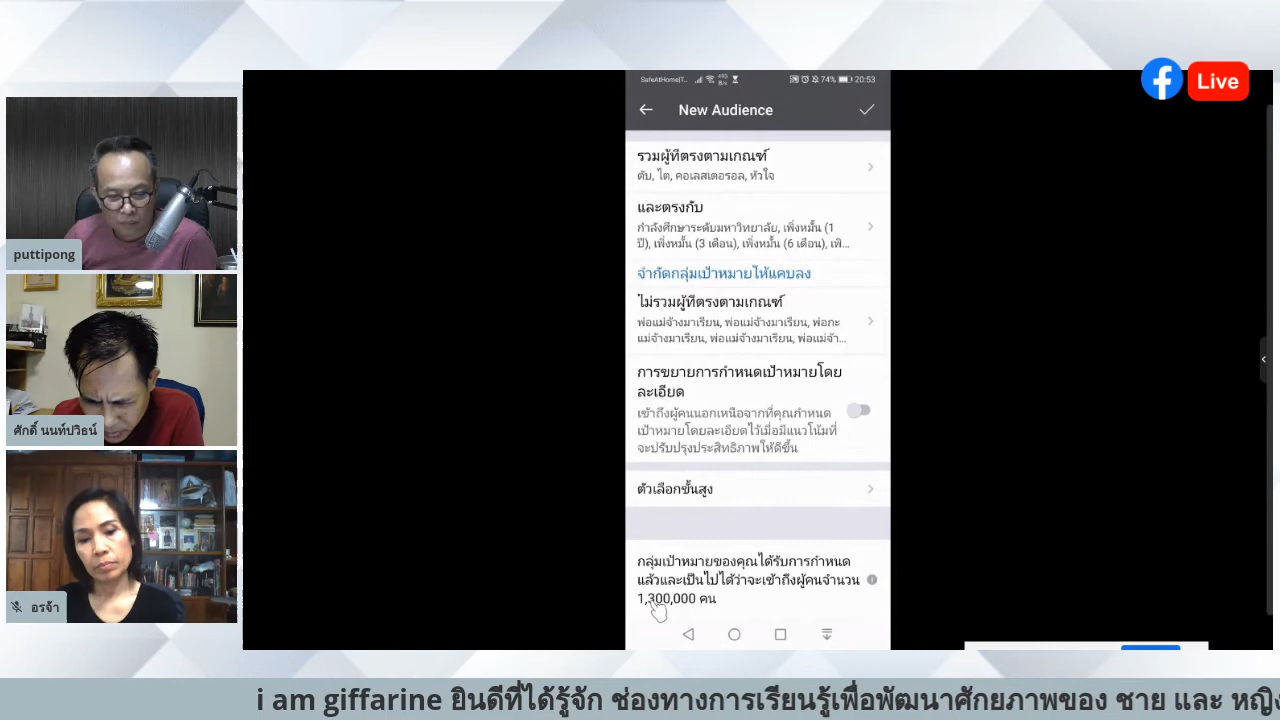 Live
SafeAtHome|T..
74%
20:53
New Audience
รวมผู้ที่ตรงตามเกณฑ์
ตับ, ไต, คอเลสเตอรอล, หัวใจ
และตรงกับ
กำลังศึกษาระดับมหาวิทยาลัย, เพิ่งหมั้น (1
ปี), เพิ่งหมั้น (3 เดือน), เพิ่งหมั้น (6 เดือน), เพิ...
จำกัดกลุ่มเป้าหมายให้แคบลง
ไม่รวมผู้ที่ตรงตามเกณฑ์
พ่อแม่จ้างมาเรียน, พ่อแม่จ้างมาเรียน, พ่อกะ
แม่จ้างมาเรียน, พ่อแม่จ้างมาเรียน, พ่อแม่จ้า...
การขยายการกำหนดเป้าหมายโดย
ละเอียด
เข้าถึงผู้คนนอกเหนือจากที่คุณกำหนด
เป้าหมายโดยละเอียดไว้เมื่อมีแนวโน้มที่
จะปรับปรุงประสิทธิภาพให้ดีขึ้น
ตัวเลือกขั้นสูง
กลุ่มเป้าหมายของคุณได้รับการกำหนด
แล้วและเป็นไปได้ว่าจะเข้าถึงผู้คนจำนวน
1,300,000 คน
puttipong
ศักดิ์ นนท์ปวิธน์
อรจ้า
i am giffarine ยินดีที่ได้รู้จัก ช่องทางการเรียนรู้เพื่อพัฒนาศักยภาพของ ชาย และ หญิง